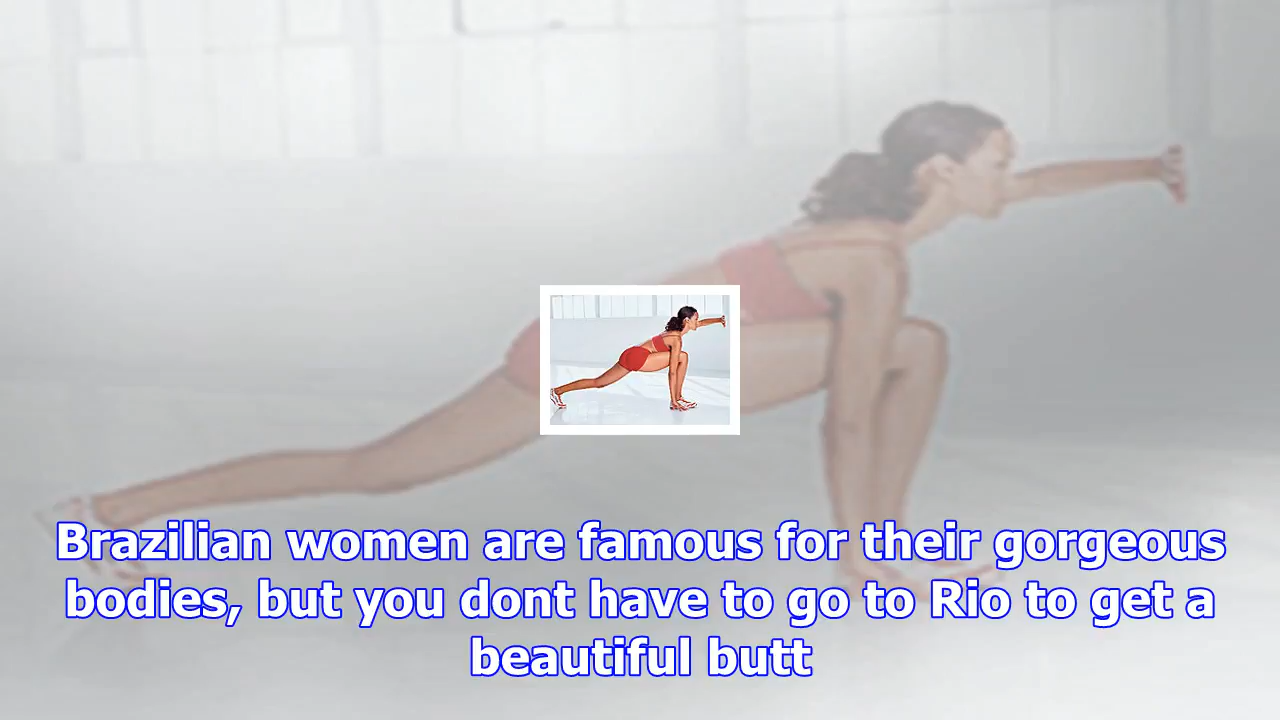 Brazilian women are famous for their gorgeous
bodies, but you dont have to go to Rio to get a
beautiful butt